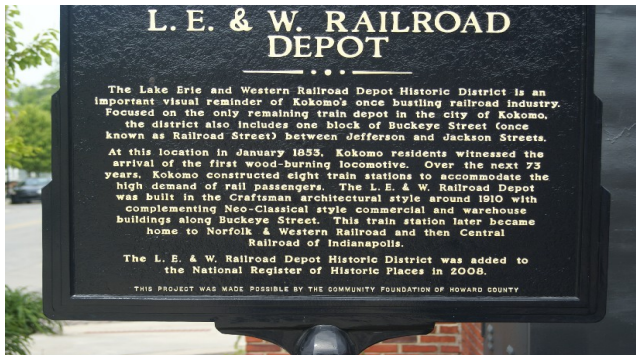 L. E. & W. RAILROAD
DEPOT
The Lake Erie and Western Railroad Depot Historic District is an
important visual reminder of Kokomo's once bustling railroad industry.
Focused on the only remaining train depot in the city of Kokomo,
the district also includes one block of Buckeye Street (once
known as Railroad Street) between Jefferson and Jackson Streets.
At this location in January 1853, Kokomo residents witnessed the
arrival of the first wood-burning locomotive. Over the next 73
years, Kokomo constructed eight train stations to accommodate the
high demand of rail passengers. The L. E. & W. Railroad Depot
was built in the Craftsman architectural style around 1910 with
complementing Neo-Classical style commercial and warehouse
buildings along Buckeye Street. This train station later became
home to Norfolk & Western Railroad and then Central
Railroad of Indianapolis.
The L. E. & W. Railroad Depot Historic District was added to
the National Register of Historic Places in 2008.
THIS PROJECT WAS MADE POSSIBLE BY THE COMMUNITY FOUNDATION OF HOWARD COUNTY